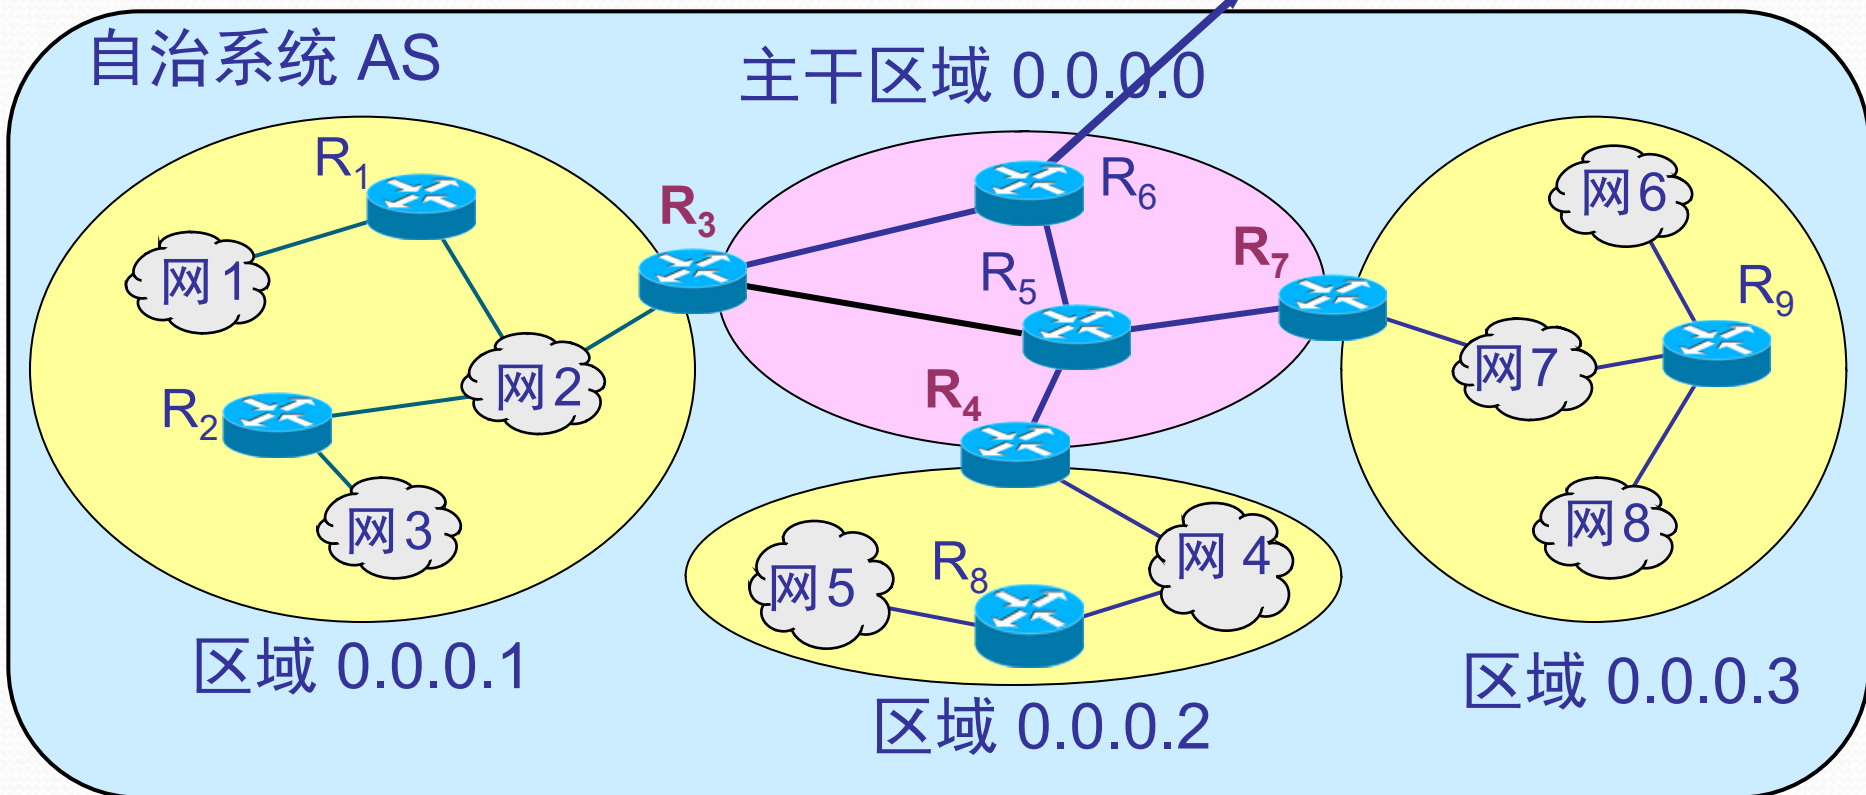 自治系统 AS
主干区域 0.0.0.0
R1
R3
R6
网6
网1
R5
R7
R9
网2
网7
R2
R4
网3
网8
网5
R8
网 4
区域 0.0.0.1
区域 0.0.0.2
区域 0.0.0.3